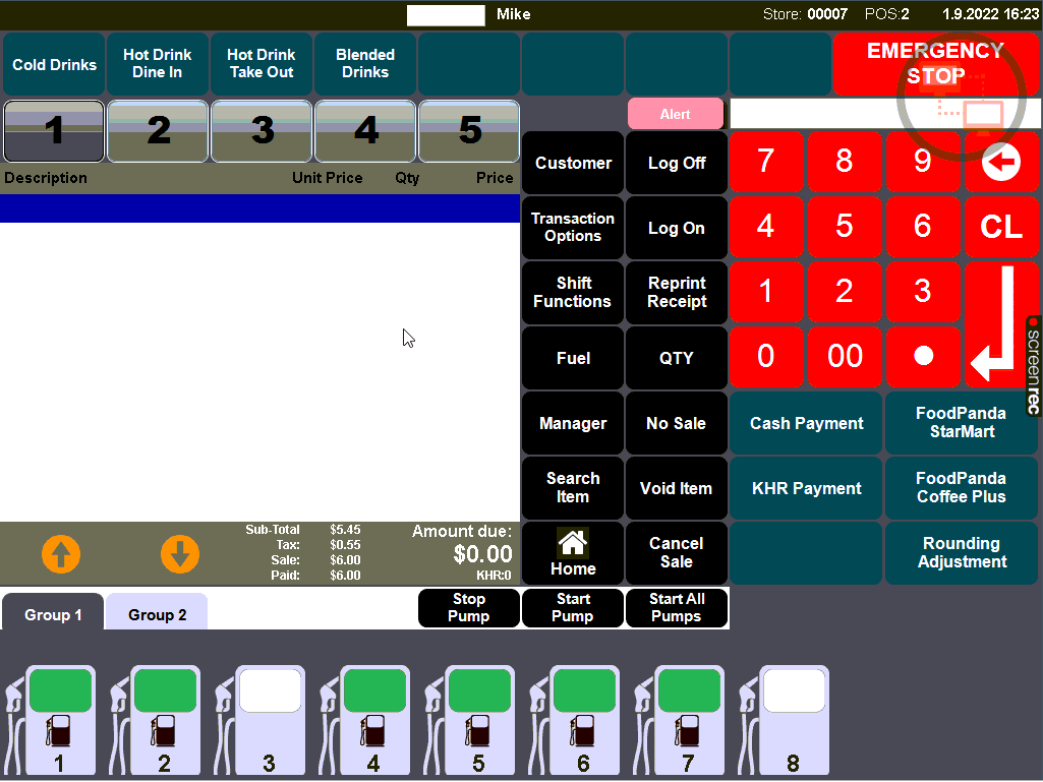 Mike
Store: 00007 POS:2 1.9.2022 16:23
Cold Drinks
Hot Drink
Dine In
Hot Drink
Take Out
Blended
Drinks
EMERGENCY
STOP
1
2
3
4
5
Alert
Description Unit Price Qty Price
Customer
Log Off
7
8
9
Transaction
Options
Log On
4
5
6
CL
Shift
Functions
Reprint
Receipt
1
2
3
Fuel
QTY
0
00
screenrec
Manager
No Sale
Cash Payment
FoodPanda
StarMart
Search
Item
Void Item
KHR Payment
FoodPanda
Coffee Plus
Sub-Total $5.45
Tax: $0.55
Sale: $6.00
Paid: $6.00
Amount due:
$0.00
KHR:0
Home
Cancel
Sale
Rounding
Adjustment
Group 1
Group 2
Stop
Pump
Start
Pump
Start All
Pumps
1
2
3
4
5
6
7
8